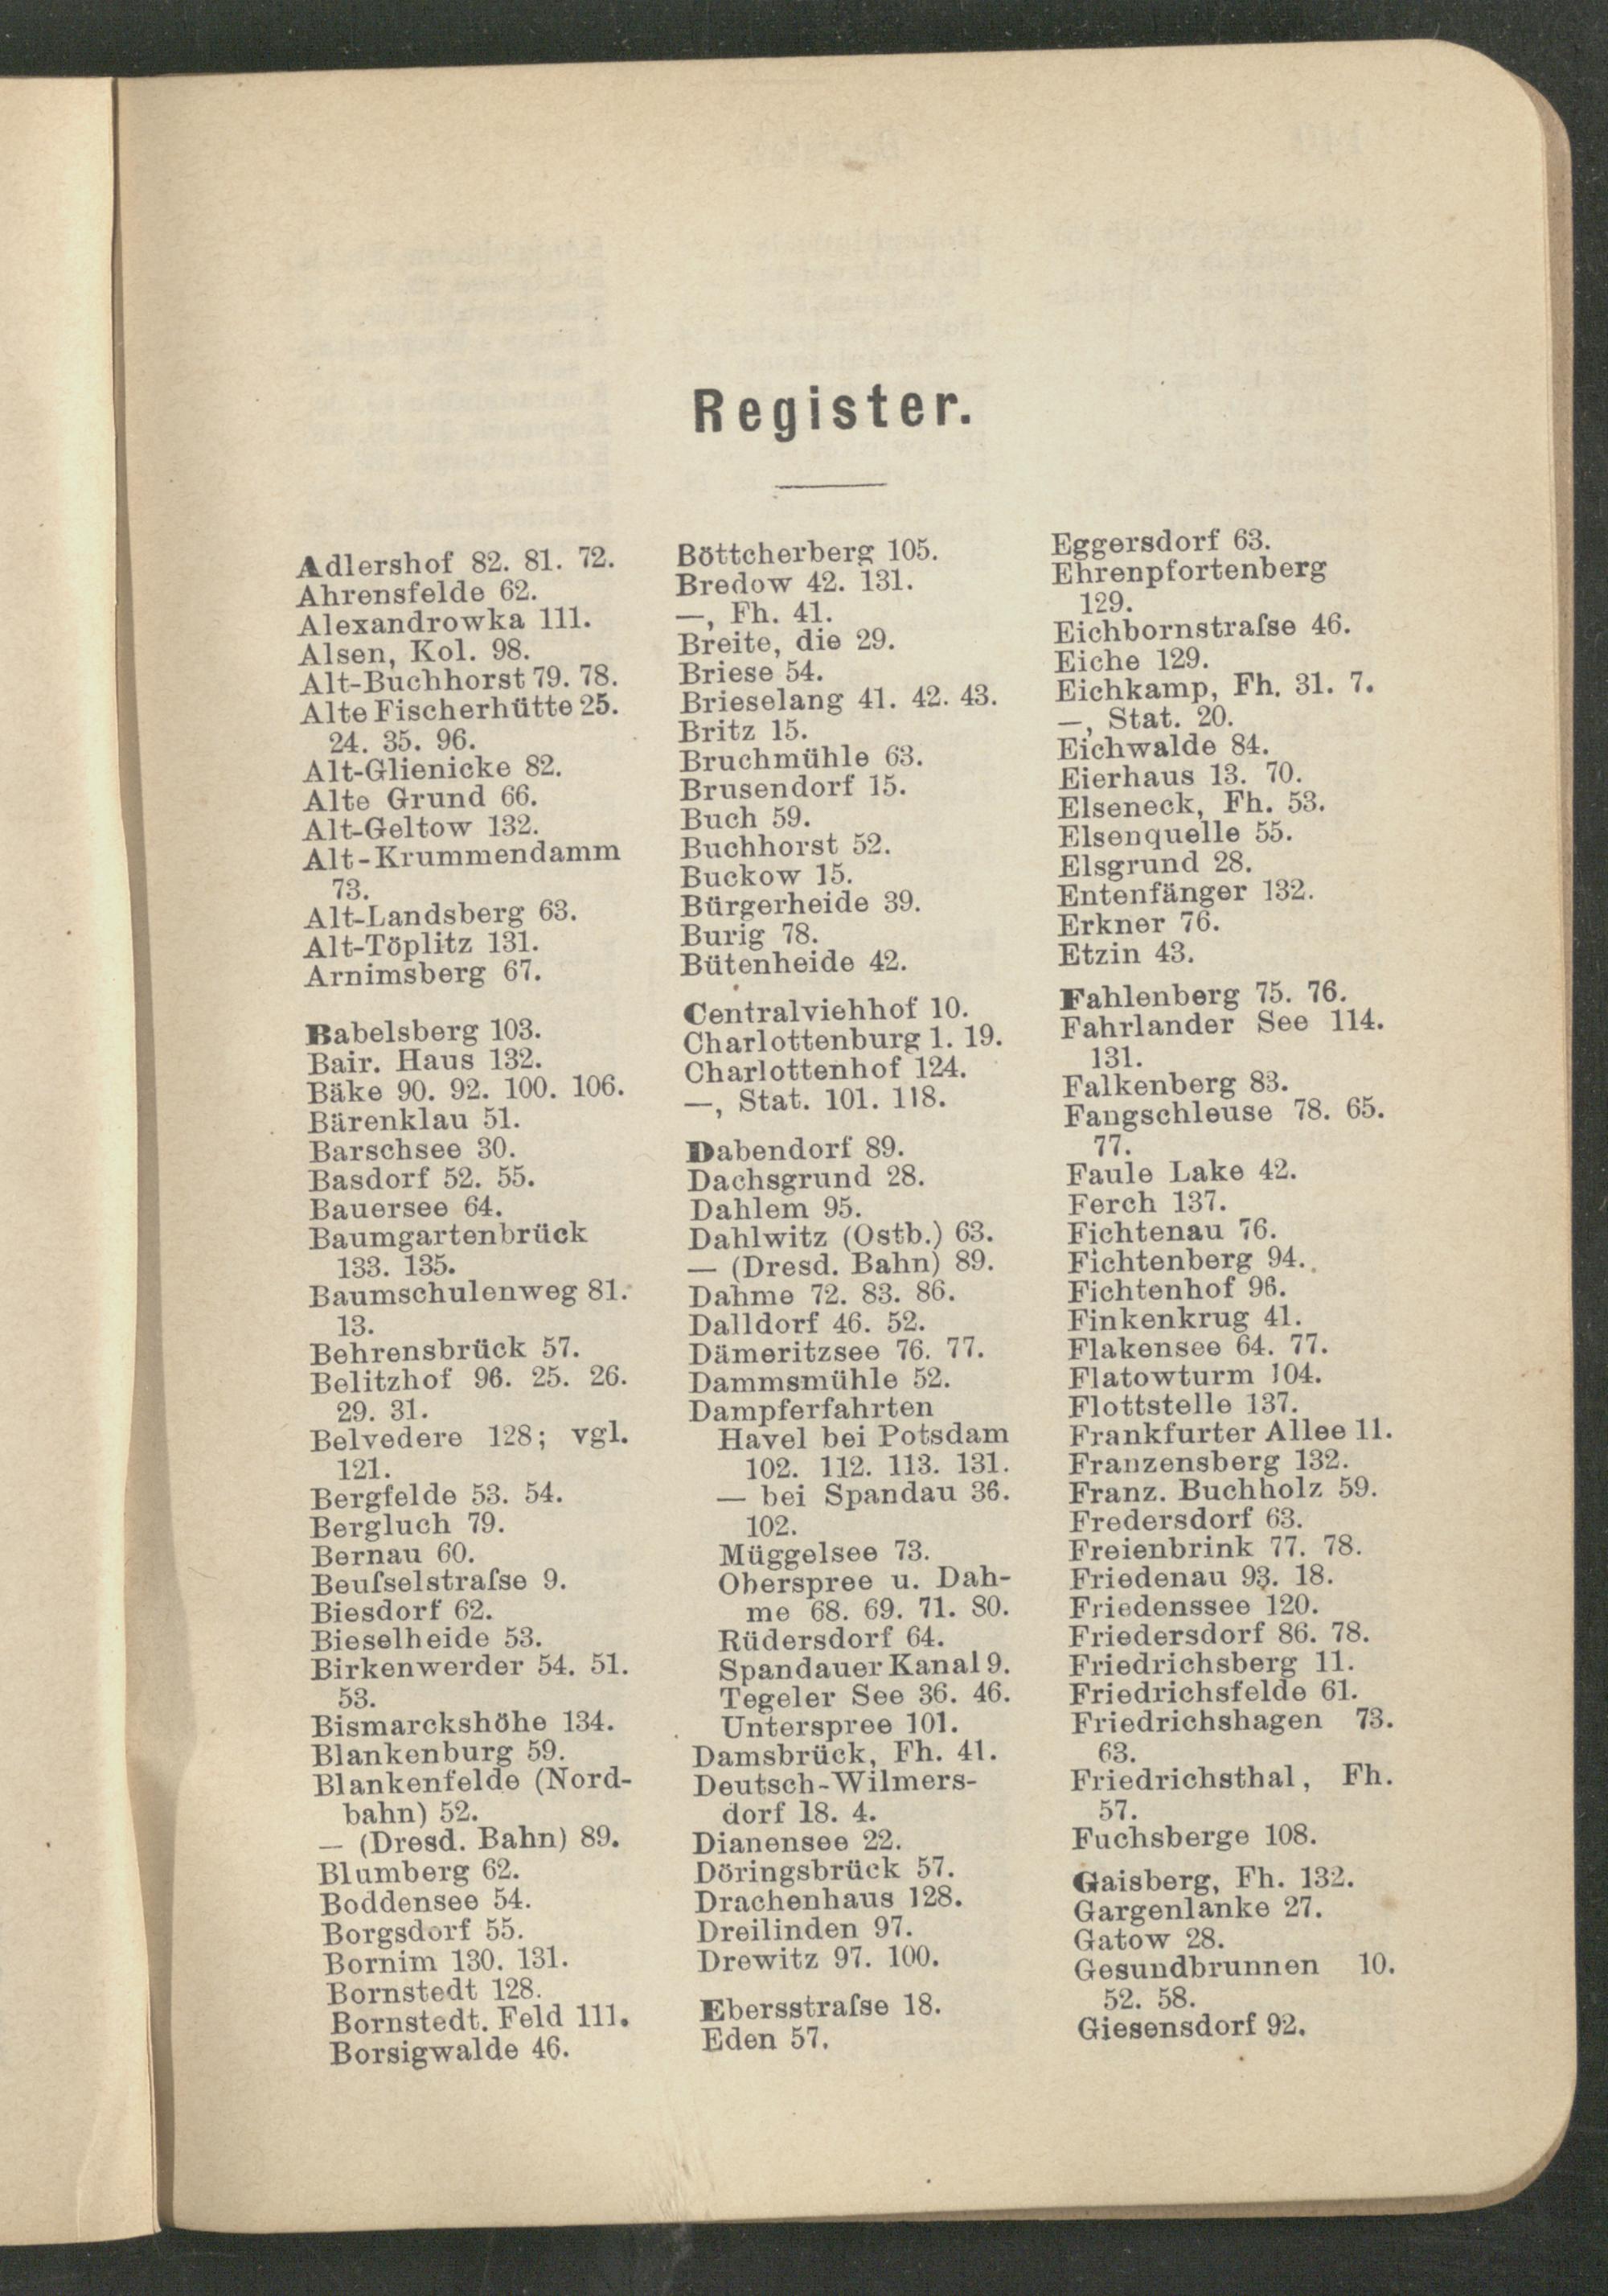 Register.
Adlershof 82. 81. 72.
Ahrensfelde 62.
Alexandrowka 111.
Alsen, Kol. 98.
Alt-Buchhorst 79. 78.
Alte Fischerhütte 25.
24. 35. 96.
Alt-Glienicke 82.
Alte Grund 66.
Alt-Geltow 132.
Alt-Krummendamm
73.
Alt-Landsberg 63.
Alt-Töplitz 131.
Arnimsberg 67.
Babelsberg 103.
Bair. Haus 132.
Bäke 90. 92. 100. 106.
Bärenklau 51.
Barschsee 30.
Basdorf 52. 55.
Bauersee 64.
Baumgartenbrück
133. 135.
Baumschulenweg 81.
13.
Behrensbrück 57.
Belitzhof 96. 25. 26.
29. 31.
Belvedere 128; vgl.
121.
Bergfelde 53. 54.
Bergluch 79.
Bernau 60.
Beuſselstraſse 9.
Biesdorf 62.
Bieselheide 53.
Birkenwerder 54. 51.
53.
Bismarckshöhe 134.
Blankenburg 59.
Blankenfelde (Nord-
bahn) 52.
— (Dresd. Bahn) 89.
Blumberg 62.
Boddensee 54.
Borgsdorf 55.
Bornim 130. 131.
Bornstedt 128.
Bornstedt. Feld 111.
Borsigwalde 46.
Böttcherberg 105.
Bredow 42. 131.
—, Fh. 41.
Breite, die 29.
Briese 54.
Brieselang 41. 42. 43.
Britz 15.
Bruchmühle 63.
Brusendorf 15.
Buch 59.
Buchhorst 52.
Buckow 15.
Bürgerheide 39.
Burig 78.
Bütenheide 42.
Centralviehhof 10.
Charlottenburg 1. 19.
Charlottenhof 124.
—, Stat. 101. 118.
Dabendorf 89.
Dachsgrund 28.
Dahlem 95.
Dahlwitz (Ostb.) 63.
— (Dresd. Bahn) 89.
Dahme 72. 83. 86.
Dalldorf 46. 52.
Dämeritzsee 76. 77.
Dammsmühle 52.
Dampferfahrten
Havel bei Potsdam
102. 112. 113. 131.
— bei Spandau 36.
102.
Müggelsee 73.
Oberspree u. Dah-
me 68. 69. 71. 80.
Rüdersdorf 64.
Spandauer Kanal 9.
Tegeler See 36. 46.
Unterspree 101.
Damsbrück, Fh. 41.
Deutsch-Wilmers-
dorf 18. 4.
Dianensee 22.
Döringsbrück 57.
Drachenhaus 128.
Dreilinden 97.
Drewitz 97. 100.
Ebersstraſse 18.
Eden 57.
Eggersdorf 63.
Ehrenpfortenberg
129.
Eichbornstraſse 46.
Eiche 129.
Eichkamp, Fh. 31. 7.
—, Stat. 20.
Eichwalde 84.
Eierhaus 13. 70.
Elseneck, Fh. 53.
Elsenquelle 55.
Elsgrund 28.
Entenfänger 132.
Erkner 76.
Etzin 43.
Fahlenberg 75. 76.
Fahrlander See 114.
131.
Falkenberg 83.
Fangschleuse 78. 65.
77.
Faule Lake 42.
Ferch 137.
Fichtenau 76.
Fichtenberg 94.
Fichtenhof 96.
Finkenkrug 41.
Flakensee 64. 77.
Flatowturm 104.
Flottstelle 137.
Frankfurter Allee 11.
Franzensberg 132.
Franz. Buchholz 59.
Fredersdorf 63.
Freienbrink 77. 78.
Friedenau 93. 18.
Friedenssee 120.
Friedersdorf 86. 78.
Friedrichsberg 11.
Friedrichsfelde 61.
Friedrichshagen 73.
63.
Friedrichsthal, Fh.
57.
Fuchsberge 108.
Gaisberg, Fh. 132.
Gargenlanke 27.
Gatow 28.
Gesundbrunnen 10.
52. 58.
Giesensdorf 92.